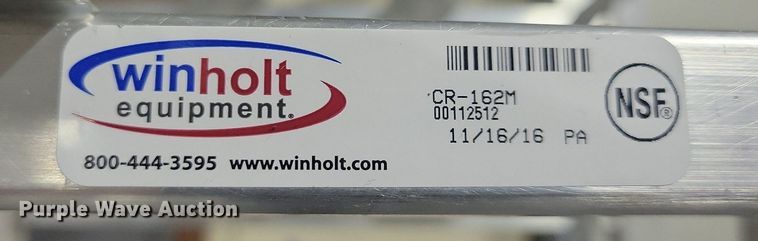 winholt
equipment®
800-444-3595 www.winholt.com
CR-162M
00112512
11/16/16 PA
NSF®
Purple Wave Auction